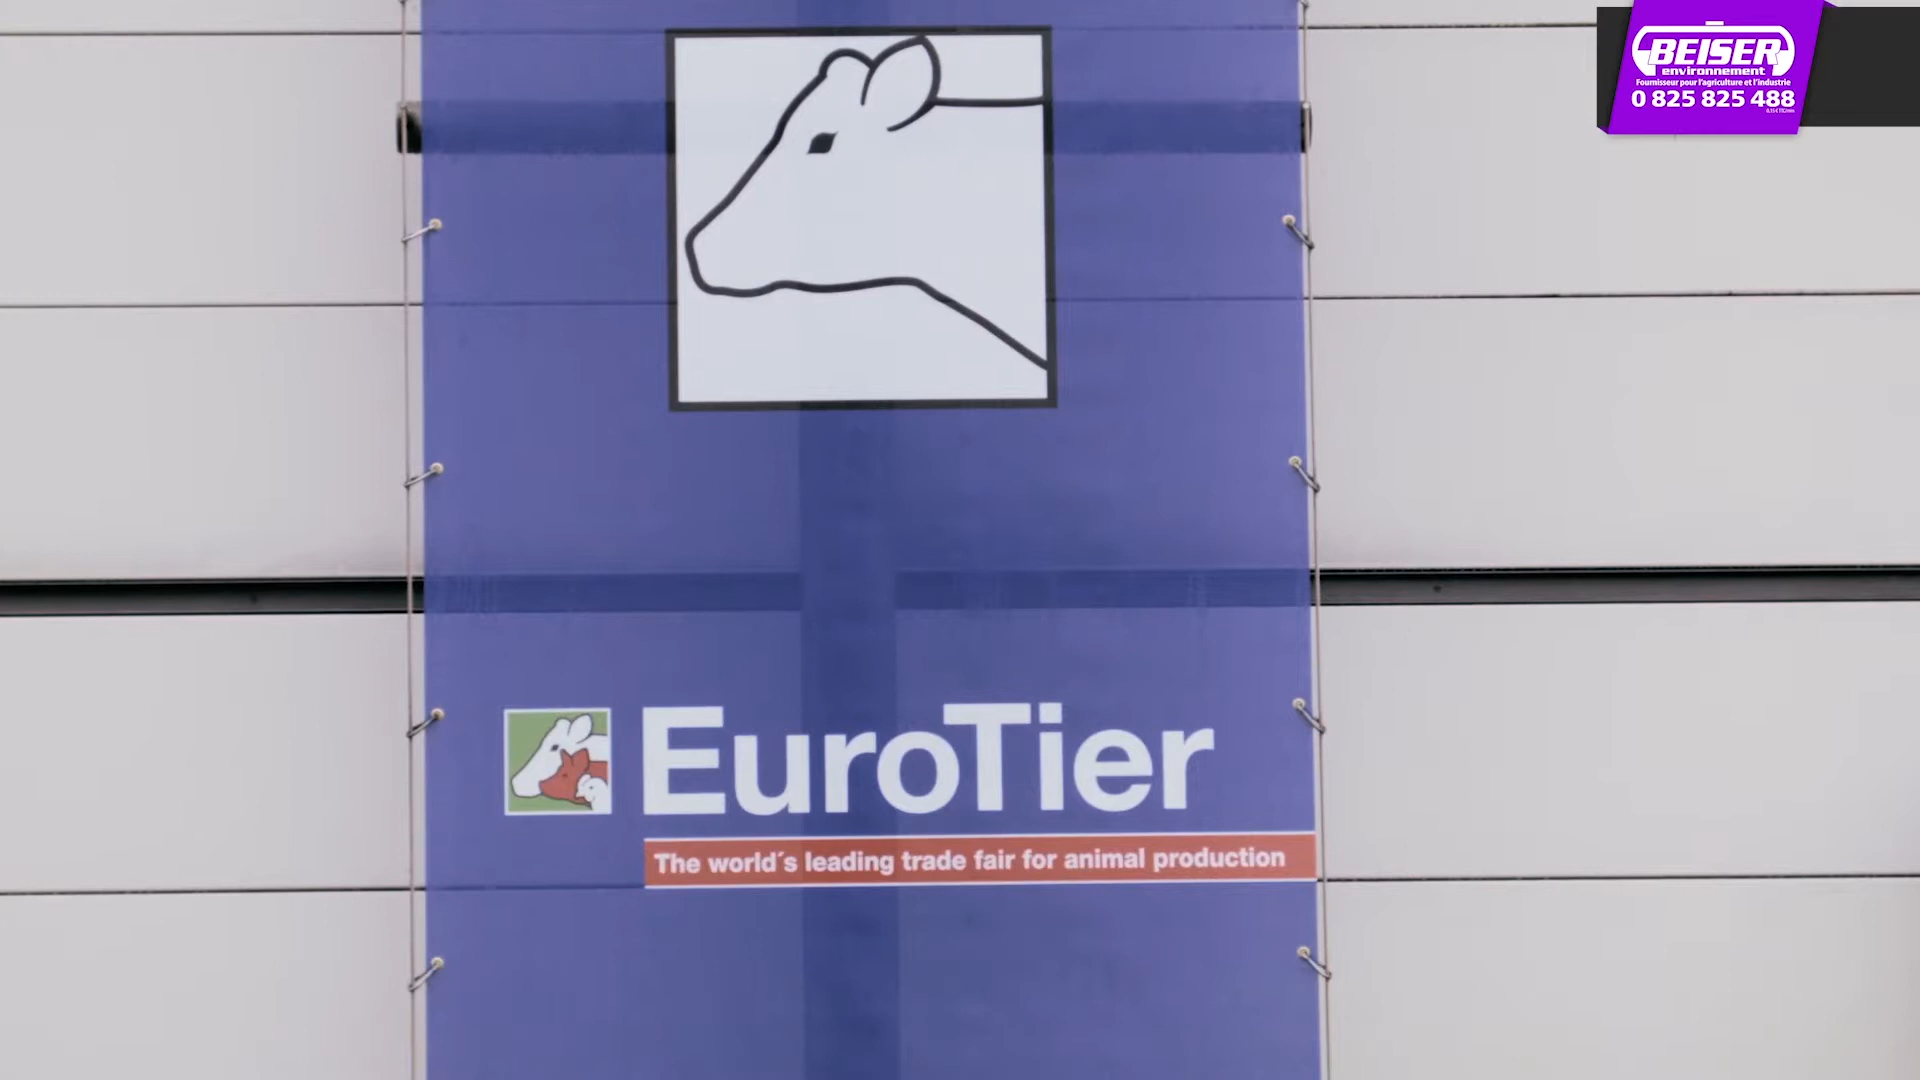 BEISER
environnement
Fournisseur pour l'agriculture et l'industrie
0 825 825 488
EuroTier
The world´s leading trade fair for animal production